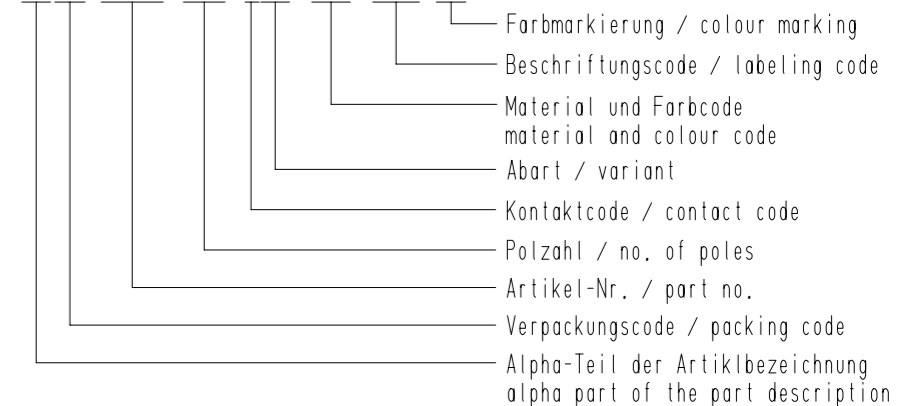 Farbmarkierung / colour marking
Beschriftungscode / labeling code
Material und Farbcode
material and colour code
Abart / variant
Kontaktcode / contact code
Polzahl / no. of poles
Artikel-Nr. / part no.
Verpackungscode / packing code
Alpha-Teil der Artiklbezeichnung
alpha part of the part description